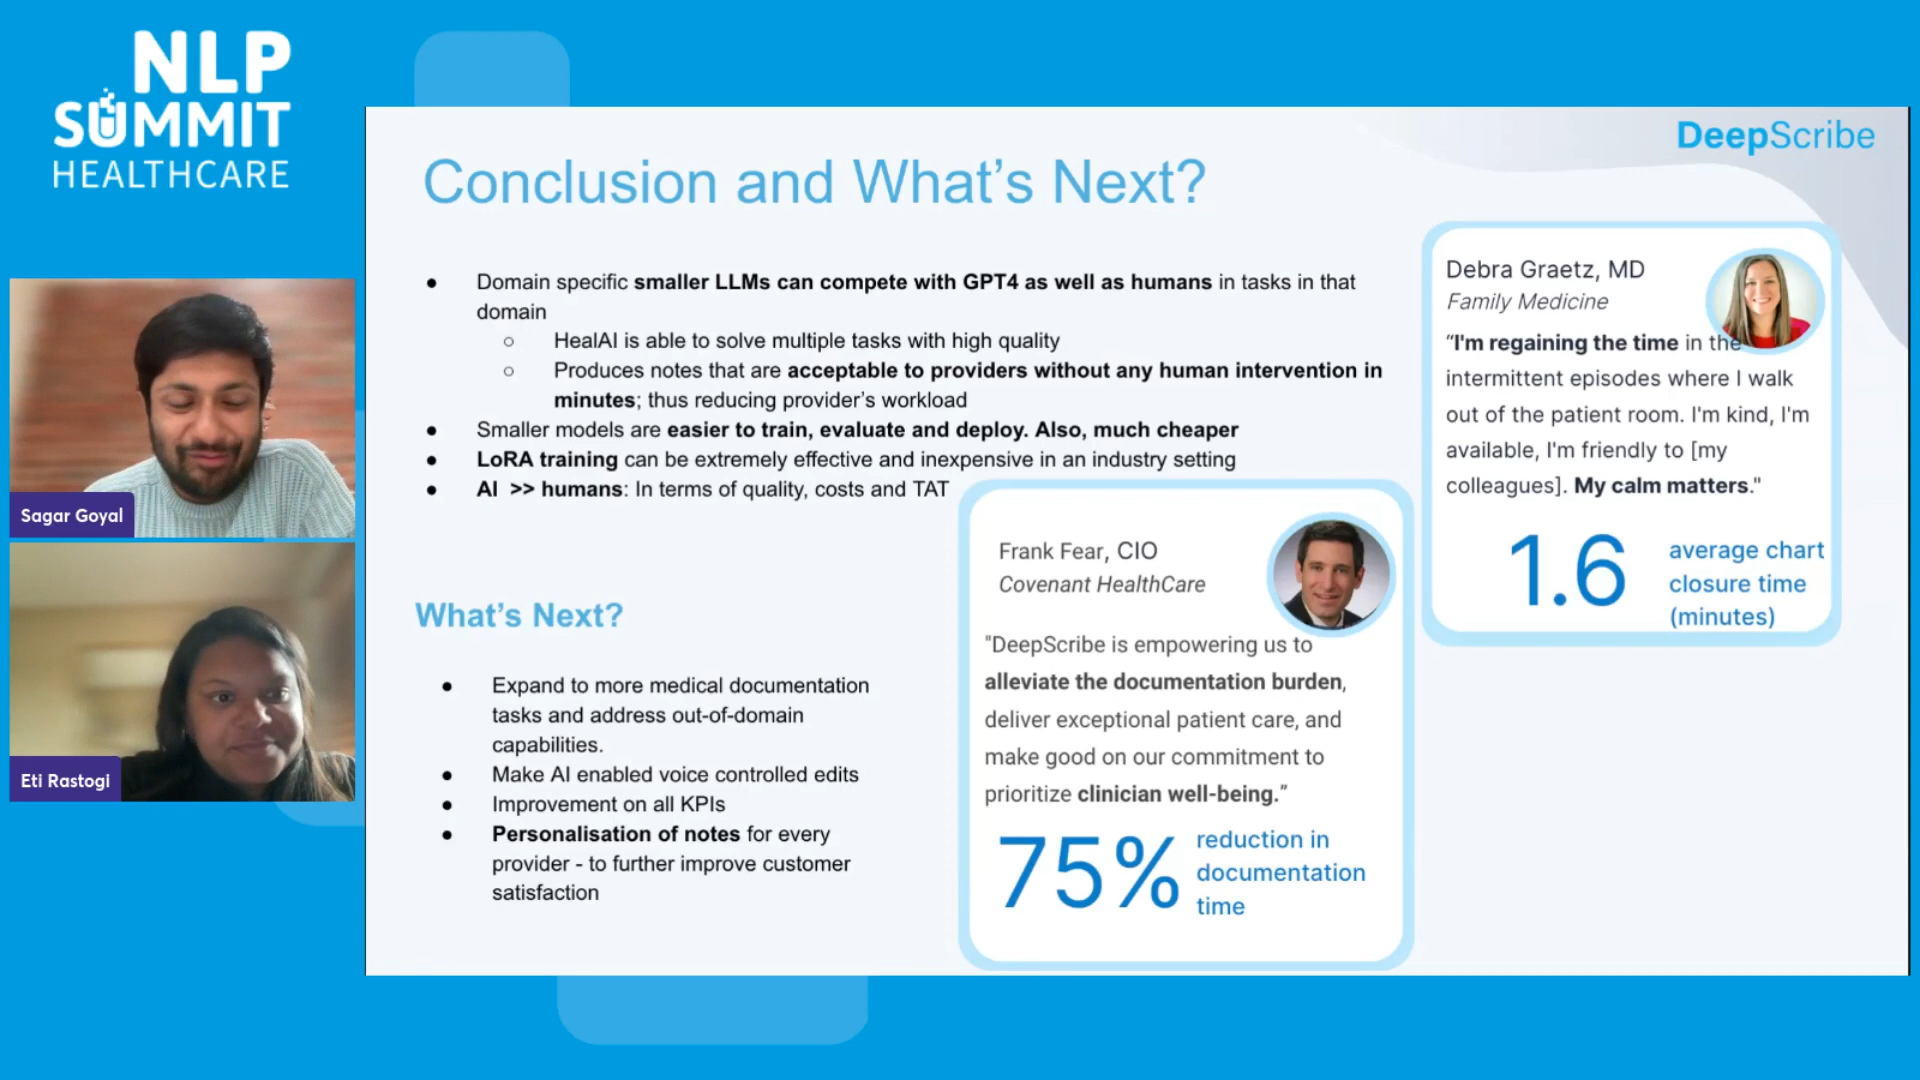 NLP
SUMMIT
HEALTHCARE
Sagar Goyal
Eti Rastogi
DeepScribe
Conclusion and What's Next?
● Domain specific smaller LLMs can compete with GPT4 as well as humans in tasks in that
domain
○ HealAI is able to solve multiple tasks with high quality
○ Produces notes that are acceptable to providers without any human intervention in
minutes; thus reducing provider's workload
● Smaller models are easier to train, evaluate and deploy. Also, much cheaper
● LoRA training can be extremely effective and inexpensive in an industry setting
● AI >> humans: In terms of quality, costs and TAT
What's Next?
● Expand to more medical documentation
tasks and address out-of-domain
capabilities.
● Make AI enabled voice controlled edits
● Improvement on all KPIs
● Personalisation of notes for every
provider - to further improve customer
satisfaction
Frank Fear, CIO
Covenant HealthCare
"DeepScribe is empowering us to
alleviate the documentation burden,
deliver exceptional patient care, and
make good on our commitment to
prioritize clinician well-being.”
75%
reduction in
documentation
time
Debra Graetz, MD
Family Medicine
“I'm regaining the time in the
intermittent episodes where I walk
out of the patient room. I'm kind, I'm
available, I'm friendly to [my
colleagues]. My calm matters."
1.6
average chart
closure time
(minutes)